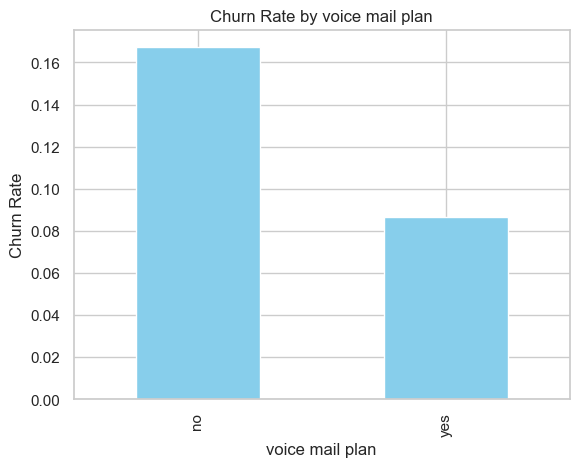 Churn Rate by voice mail plan
0.16
0.14
0.12
0.10
0.08
0.06
0.04
0.02
0.00
Churn Rate
no
yes
voice mail plan